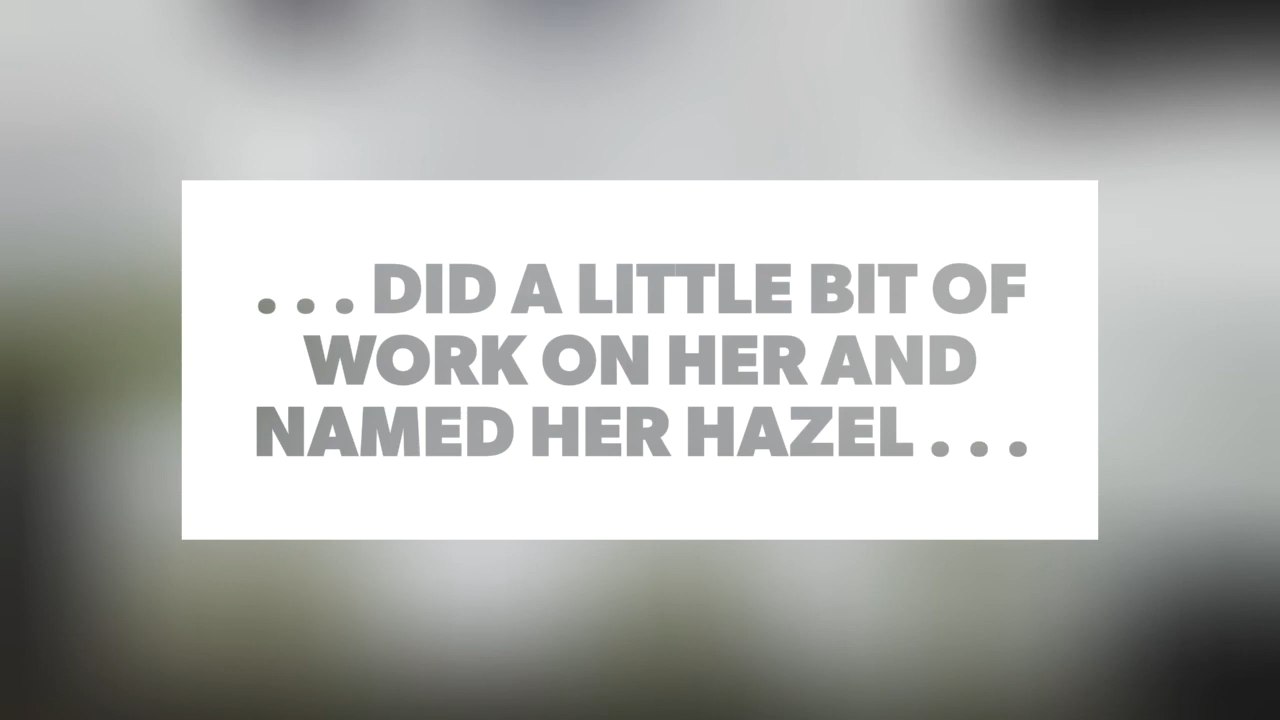 . . . DID A LITTLE BIT OF
WORK ON HER AND
NAMED HER HAZEL . . .